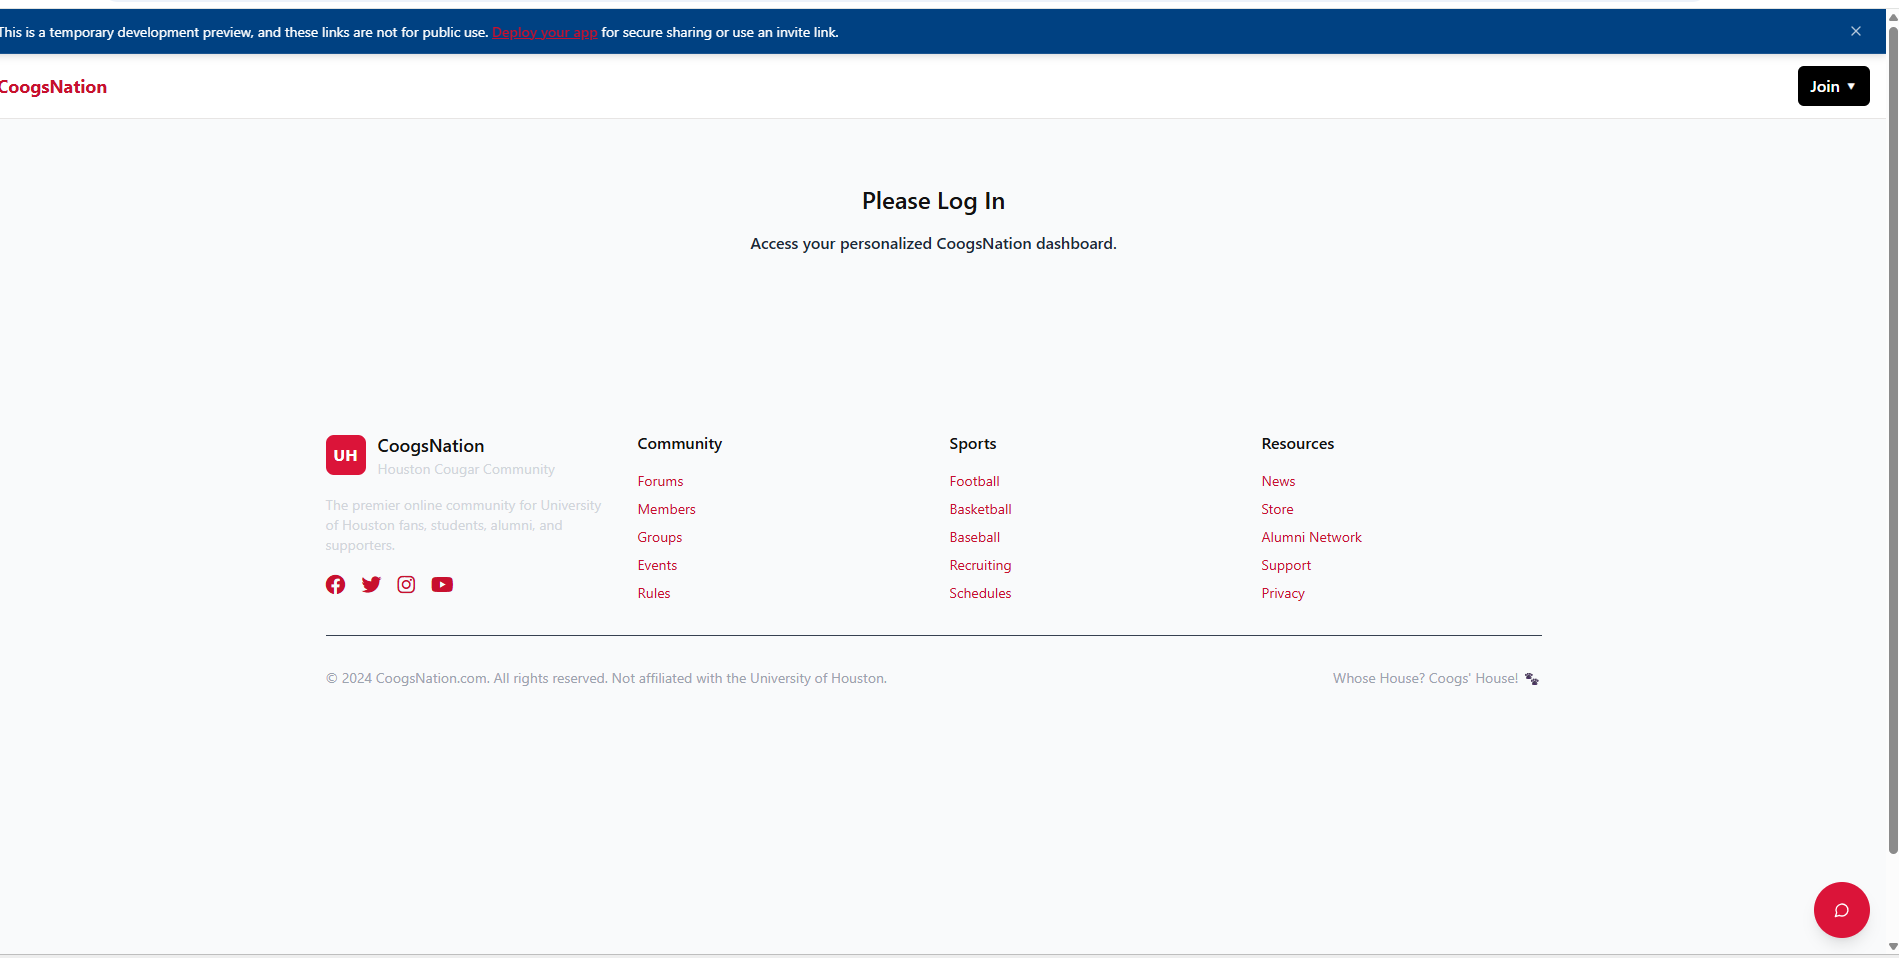 This is a temporary development preview, and these links are not for public use. Deploy your app for secure sharing or use an invite link.
CoogsNation
Join
Please Log In
Access your personalized CoogsNation dashboard.
UH
CoogsNation
Houston Cougar Community
The premier online community for University
of Houston fans, students, alumni, and
supporters.
Community
Forums
Members
Groups
Events
Rules
Sports
Football
Basketball
Baseball
Recruiting
Schedules
Resources
News
Store
Alumni Network
Support
Privacy
© 2024 CoogsNation.com. All rights reserved. Not affiliated with the University of Houston.
Whose House? Coogs' House! 🐾